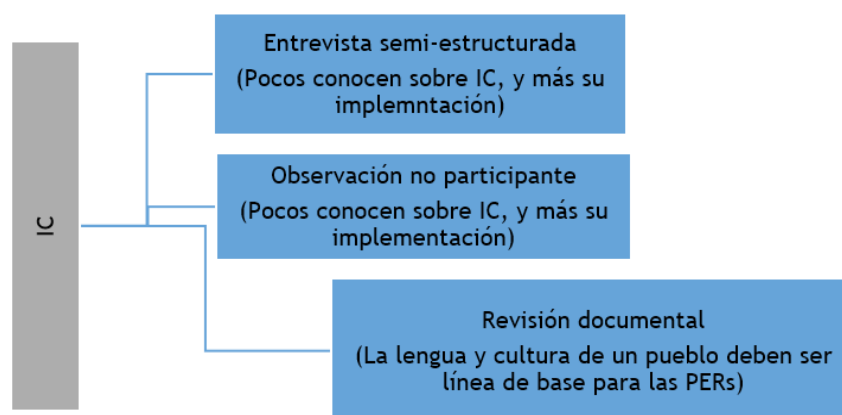 IC
Entrevista semi-estructurada
(Pocos conocen sobre IC, y más su
implemntación)
Observación no participante
(Pocos conocen sobre IC, y más su
implementación)
Revisión documental
(La lengua y cultura de un pueblo deben ser
línea de base para las PERs)